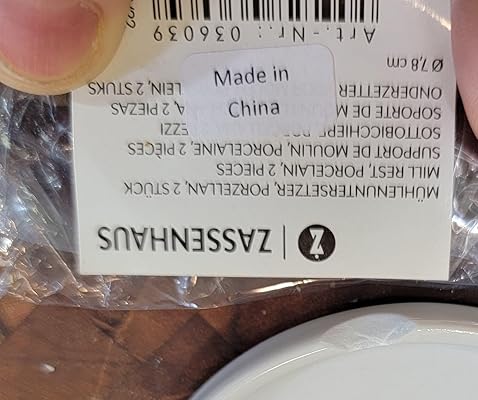 ZASSENHAUS
MÜHLENUNTERSETZER, PORZELLAN, 2 STÜCK
MILL REST, PORCELAIN, 2 PIECES
SUPPORT DE MOULIN, PORCELAINE, 2 PIÈCES
SOTTOBICCHIERE
SOPORTE DE 2 PIEZAS
ONDERZETTER 2 STUKS
Ø 7,8 cm
Made in
China
Art.-Nr.: 036039